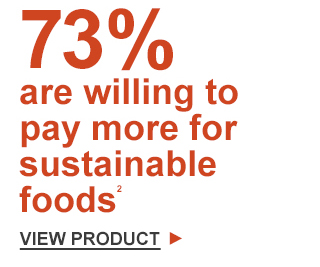 73%
are willing to
pay more for
sustainable
foods²
VIEW PRODUCT ►